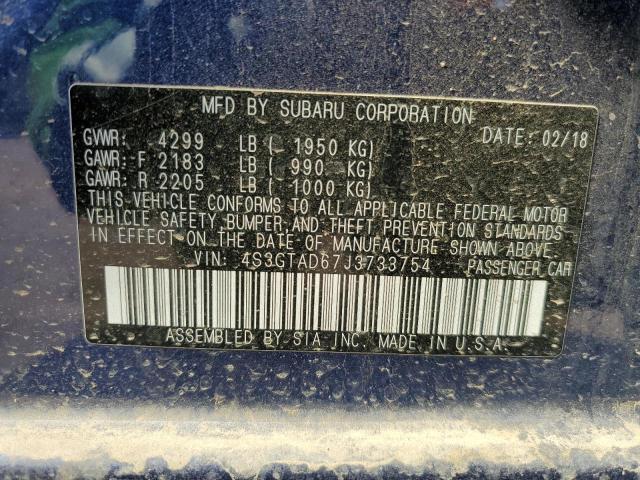 MFD BY SUBARU CORPORATION
GVWR: 4299 LB ( 1950 KG) DATE: 02/18
GAWR: F 2183 LB ( 990 KG)
GAWR: R 2205 LB ( 1000 KG)
THIS VEHICLE CONFORMS TO ALL APPLICABLE FEDERAL MOTOR
VEHICLE SAFETY, BUMPER, AND THEFT PREVENTION STANDARDS
IN EFFECT ON THE DATE OF MANUFACTURE SHOWN ABOVE.
VIN: 4S3GTAD67J3733754 PASSENGER CAR
ASSEMBLED BY STA INC. MADE IN U.S.A.